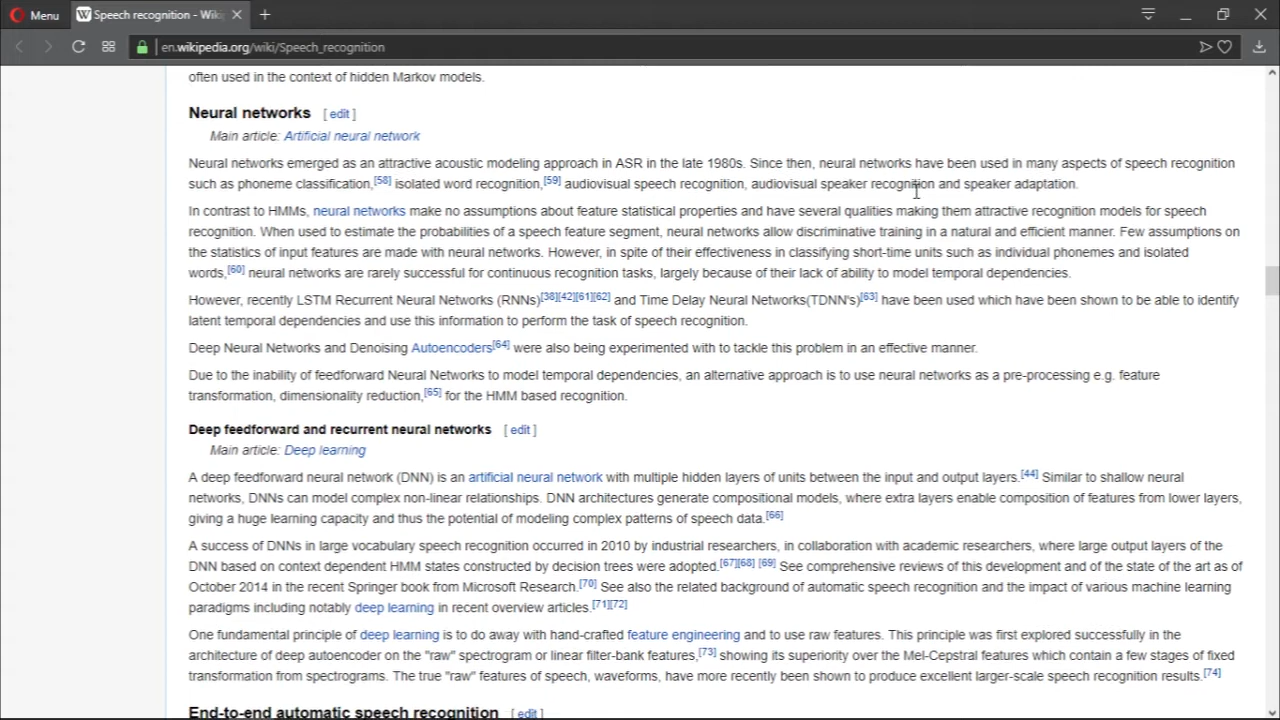 Menu
Speech recognition - Wiki
en.wikipedia.org/wiki/Speech_recognition
often used in the context of hidden Markov models.
Neural networks [ edit ]
Main article: Artificial neural network
Neural networks emerged as an attractive acoustic modeling approach in ASR in the late 1980s. Since then, neural networks have been used in many aspects of speech recognition
such as phoneme classification,[58] isolated word recognition,[59] audiovisual speech recognition, audiovisual speaker recognition and speaker adaptation.
In contrast to HMMs, neural networks make no assumptions about feature statistical properties and have several qualities making them attractive recognition models for speech
recognition. When used to estimate the probabilities of a speech feature segment, neural networks allow discriminative training in a natural and efficient manner. Few assumptions on
the statistics of input features are made with neural networks. However, in spite of their effectiveness in classifying short-time units such as individual phonemes and isolated
words,[60] neural networks are rarely successful for continuous recognition tasks, largely because of their lack of ability to model temporal dependencies.
However, recently LSTM Recurrent Neural Networks (RNNs)[38][42][61][62] and Time Delay Neural Networks(TDNN's)[63] have been used which have been shown to be able to identify
latent temporal dependencies and use this information to perform the task of speech recognition.
Deep Neural Networks and Denoising Autoencoders[64] were also being experimented with to tackle this problem in an effective manner.
Due to the inability of feedforward Neural Networks to model temporal dependencies, an alternative approach is to use neural networks as a pre-processing e.g. feature
transformation, dimensionality reduction,[65] for the HMM based recognition.
Deep feedforward and recurrent neural networks [ edit ]
Main article: Deep learning
A deep feedforward neural network (DNN) is an artificial neural network with multiple hidden layers of units between the input and output layers.[44] Similar to shallow neural
networks, DNNs can model complex non-linear relationships. DNN architectures generate compositional models, where extra layers enable composition of features from lower layers,
giving a huge learning capacity and thus the potential of modeling complex patterns of speech data.[66]
A success of DNNs in large vocabulary speech recognition occurred in 2010 by industrial researchers, in collaboration with academic researchers, where large output layers of the
DNN based on context dependent HMM states constructed by decision trees were adopted.[67][68] [69] See comprehensive reviews of this development and of the state of the art as of
October 2014 in the recent Springer book from Microsoft Research.[70] See also the related background of automatic speech recognition and the impact of various machine learning
paradigms including notably deep learning in recent overview articles.[71][72]
One fundamental principle of deep learning is to do away with hand-crafted feature engineering and to use raw features. This principle was first explored successfully in the
architecture of deep autoencoder on the "raw" spectrogram or linear filter-bank features,[73] showing its superiority over the Mel-Cepstral features which contain a few stages of fixed
transformation from spectrograms. The true "raw" features of speech, waveforms, have more recently been shown to produce excellent larger-scale speech recognition results.[74]
End-to-end automatic speech recognition [ edit ]